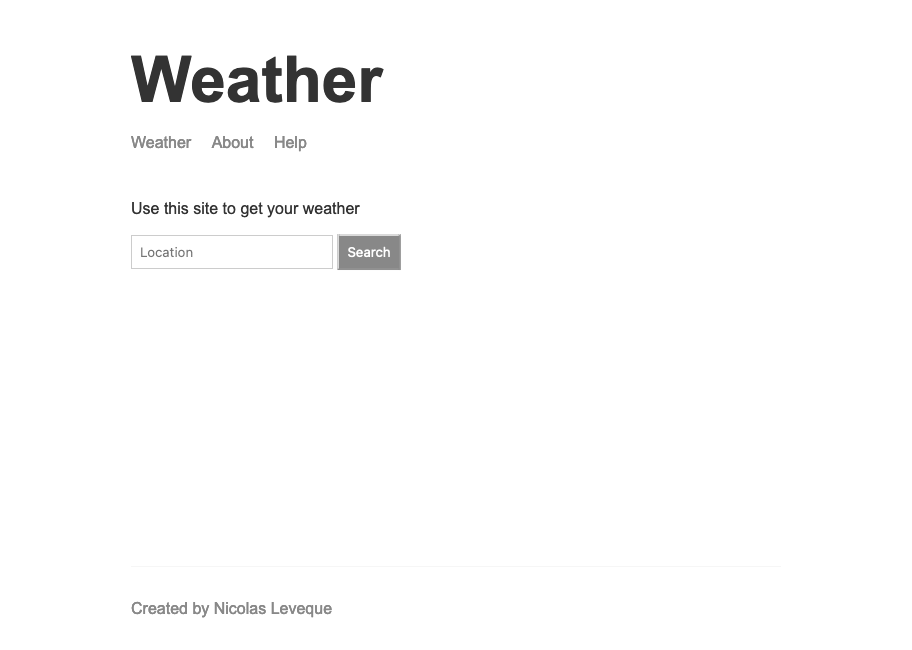 Weather
Weather About Help
Use this site to get your weather
Location Search
Created by Nicolas Leveque